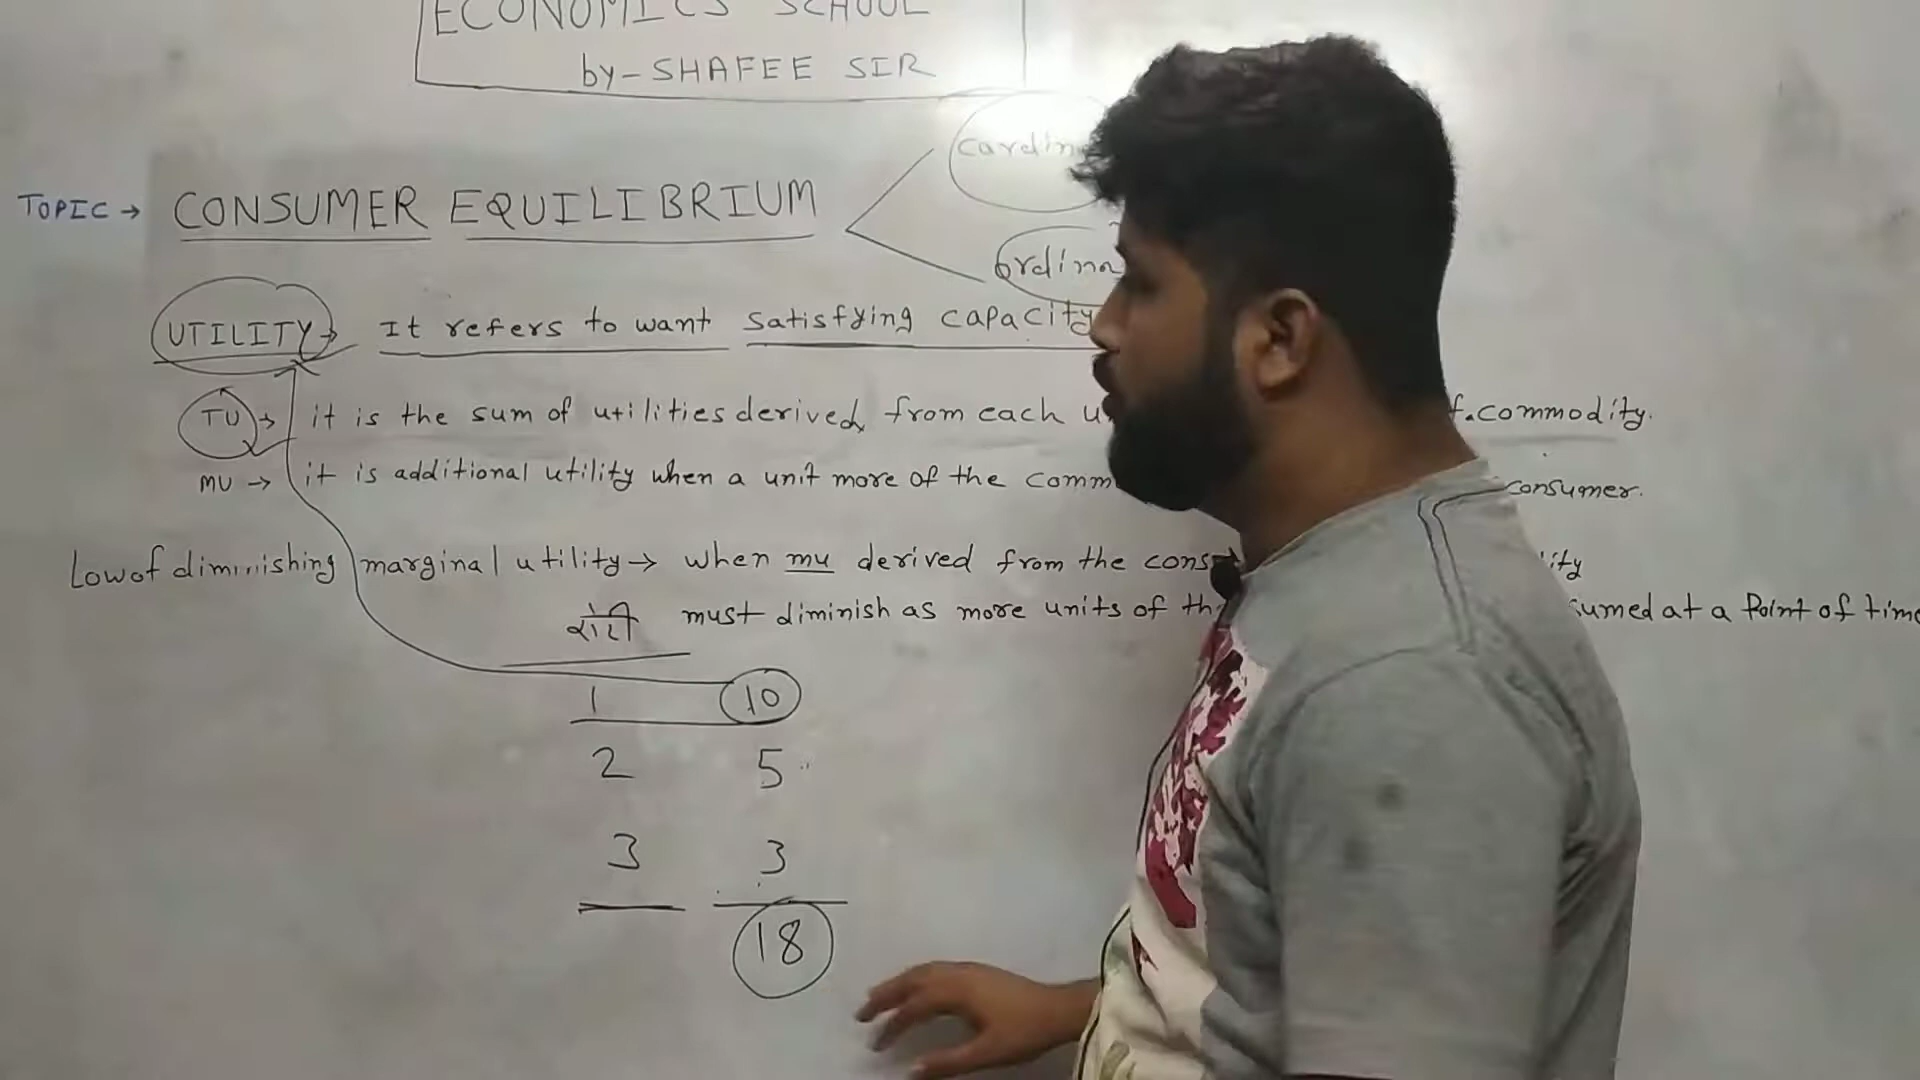 ECONOMICS SCHOOL
by-SHAFEE SIR
TOPIC → CONSUMER EQUILIBRIUM
cardin
ordina
UTILITY → It refers to want satisfying capacity
TU → it is the sum of utilities derived from each u f.commodity.
MU → it is additional utility when a unit more of the comm consumer.
Low of diminishing marginal utility → when mu derived from the cons ity
must diminish as more units of th sumed at a Point of time
रोटी
1 10
2 5
3 3
18